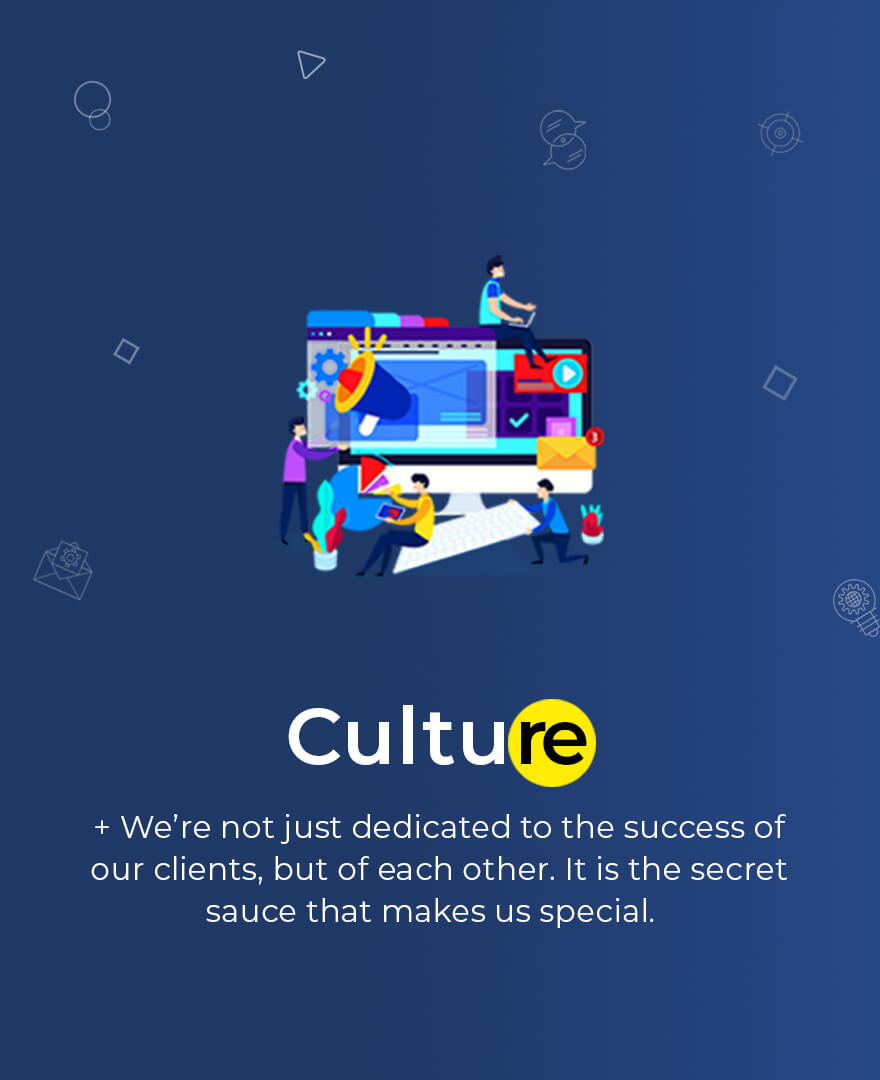 3
Culture
+ We’re not just dedicated to the success of
our clients, but of each other. It is the secret
sauce that makes us special.